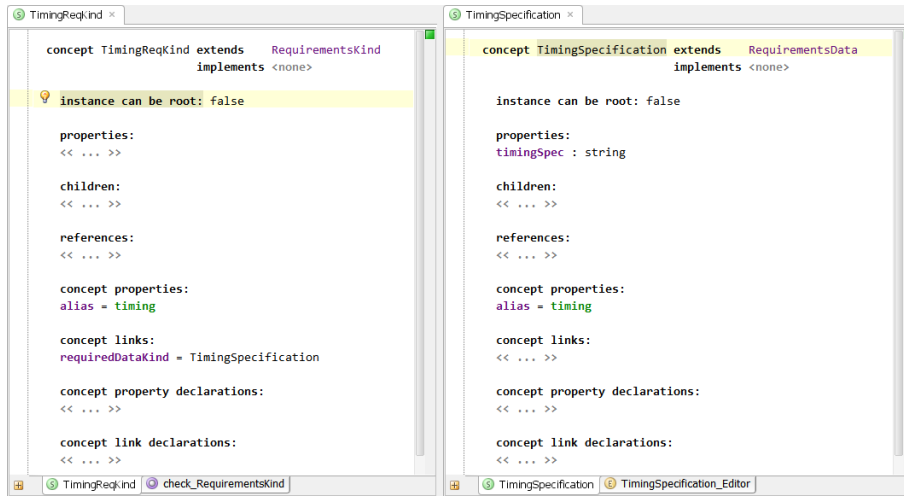 TimingReqKind ×
concept TimingReqKind extends RequirementsKind
implements <none>
instance can be root: false
properties:
<< ... >>
children:
<< ... >>
references:
<< ... >>
concept properties:
alias = timing
concept links:
requiredDataKind = TimingSpecification
concept property declarations:
<< ... >>
concept link declarations:
<< ... >>
S TimingReqKind check_RequirementsKind
S TimingSpecification ×
concept TimingSpecification extends RequirementsData
implements <none>
instance can be root: false
properties:
timingSpec : string
children:
<< ... >>
references:
<< ... >>
concept properties:
alias = timing
concept links:
<< ... >>
concept property declarations:
<< ... >>
concept link declarations:
<< ... >>
S TimingSpecification E TimingSpecification_Editor